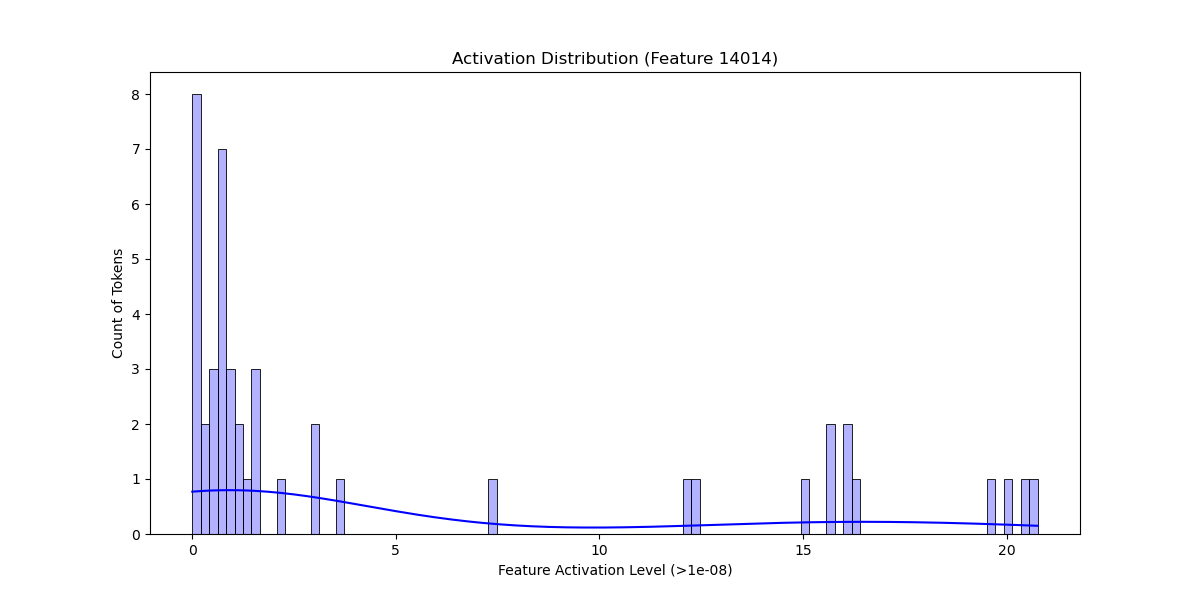 Activation Distribution (Feature 14014)
8
7
6
5
4
3
2
1
0
Count of Tokens
0 5 10 15 20
Feature Activation Level (>1e-08)